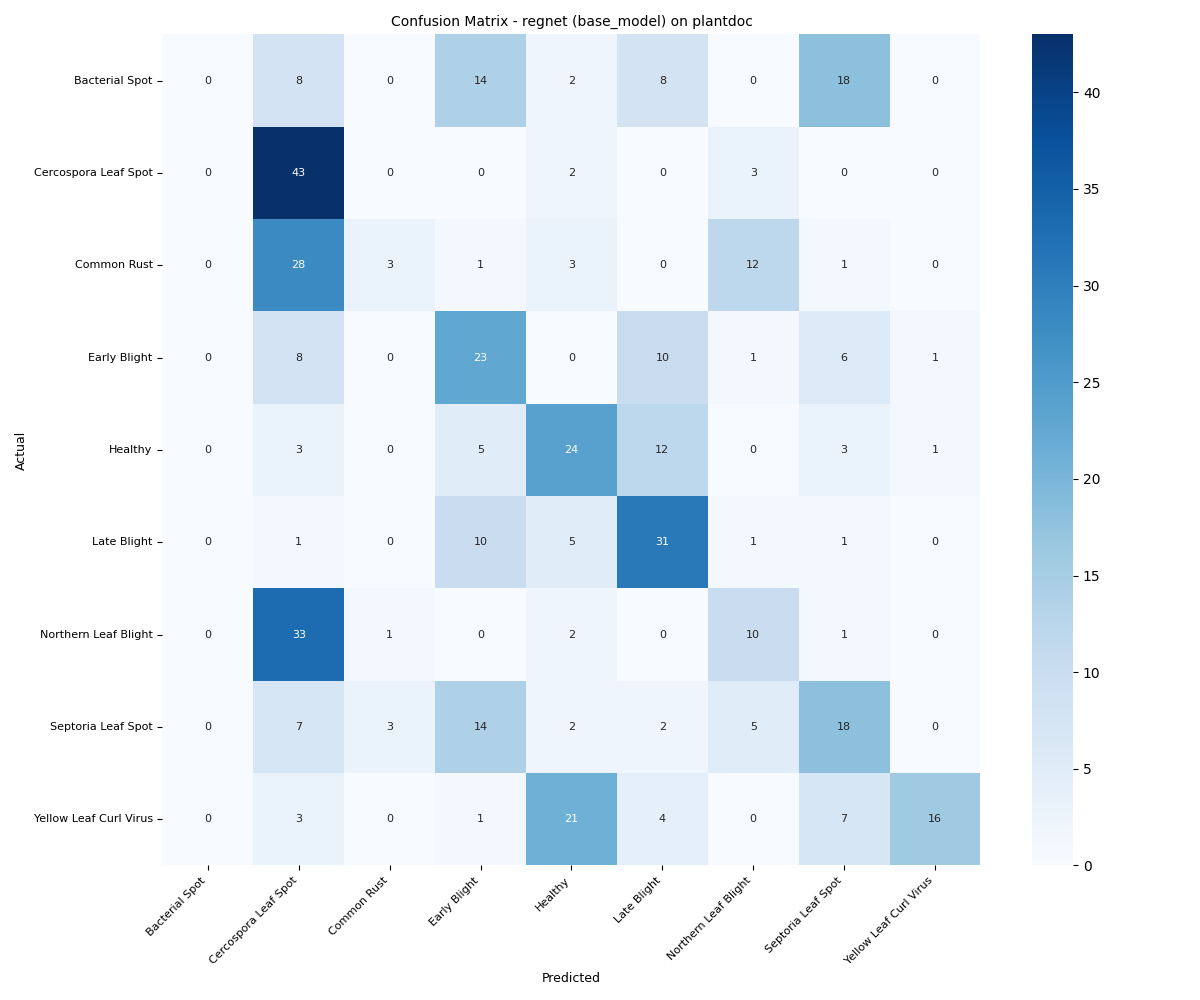 Confusion Matrix - regnet (base_model) on plantdoc
Bacterial Spot 0 8 0 14 2 8 0 18 0
Cercospora Leaf Spot 0 43 0 0 2 0 3 0 0
Common Rust 0 28 3 1 3 0 12 1 0
Early Blight 0 8 0 23 0 10 1 6 1
Healthy 0 3 0 5 24 12 0 3 1
Late Blight 0 1 0 10 5 31 1 1 0
Northern Leaf Blight 0 33 1 0 2 0 10 1 0
Septoria Leaf Spot 0 7 3 14 2 2 5 18 0
Yellow Leaf Curl Virus 0 3 0 1 21 4 0 7 16
Actual
Bacterial Spot
Cercospora Leaf Spot
Common Rust
Early Blight
Healthy
Late Blight
Northern Leaf Blight
Septoria Leaf Spot
Yellow Leaf Curl Virus
Predicted
40
35
30
25
20
15
10
5
0